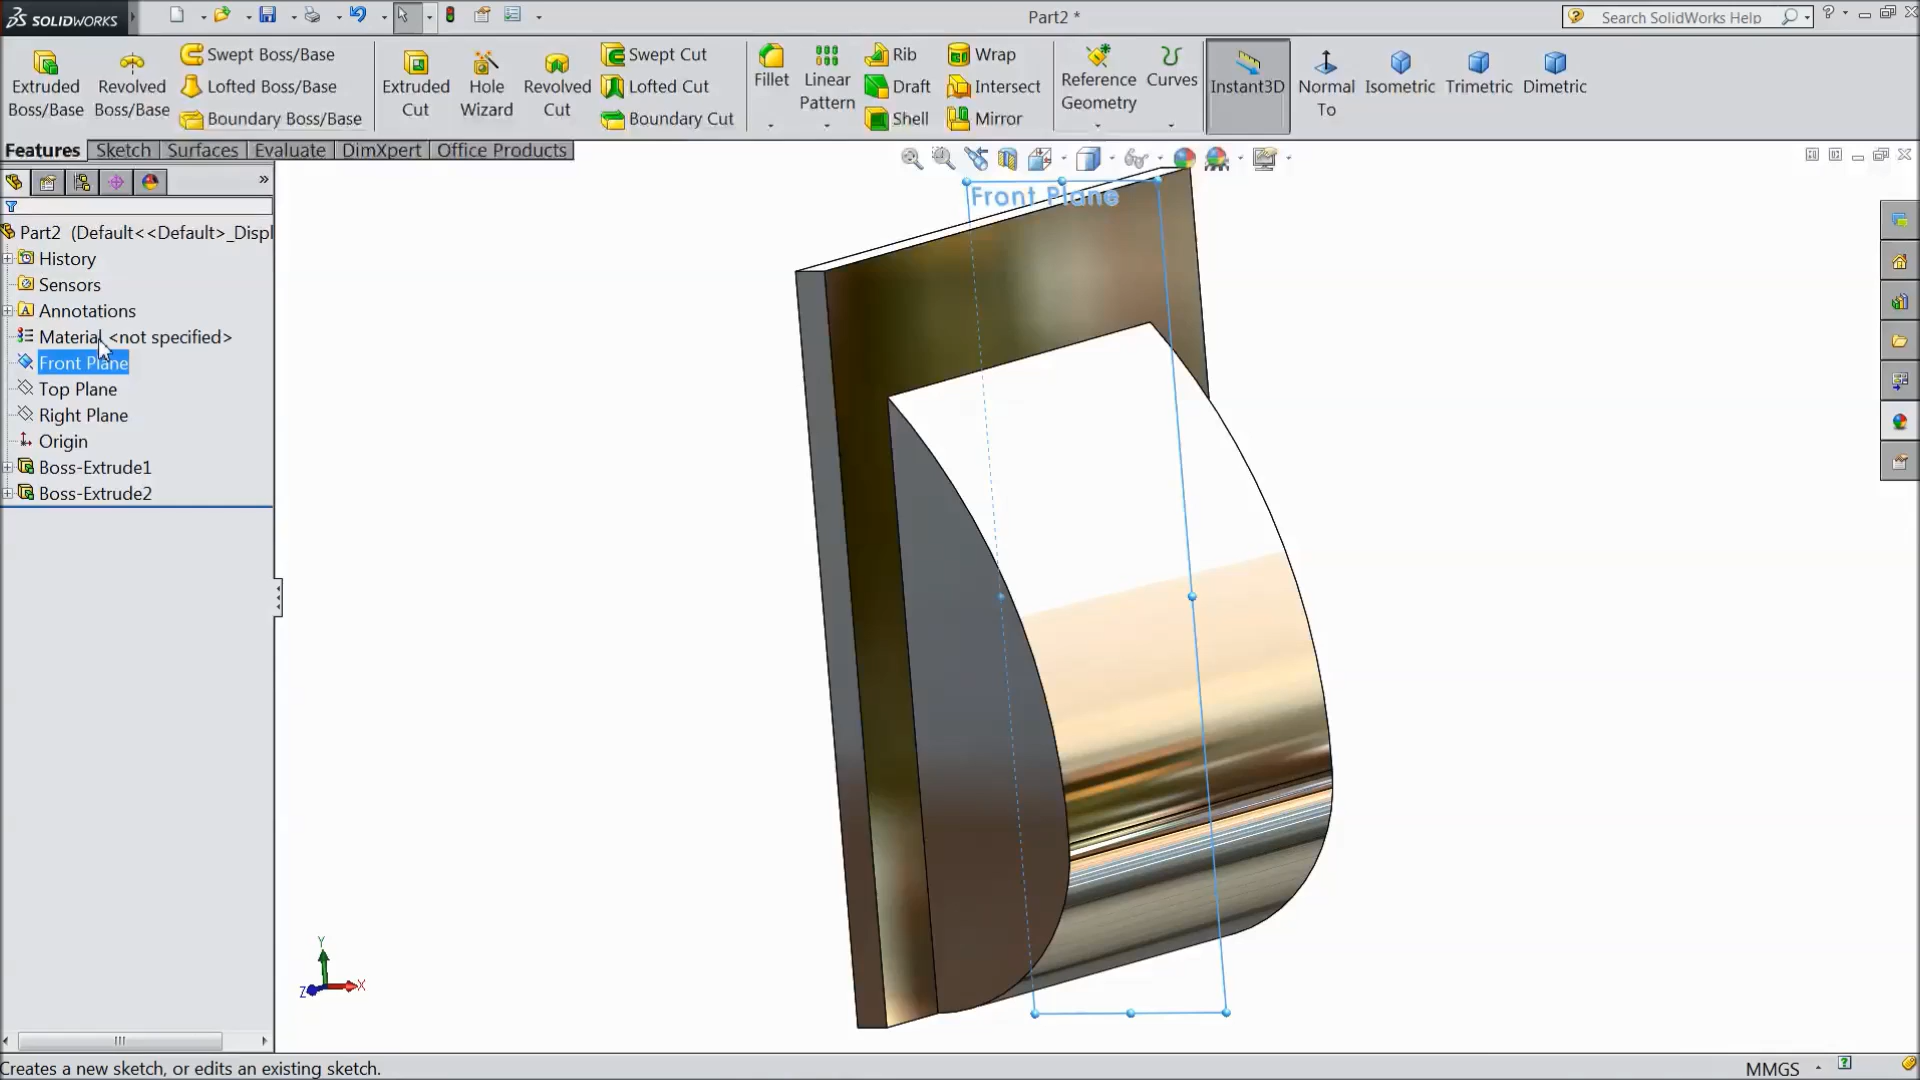 SOLIDWORKS
Part2 *
Search SolidWorks Help
Extruded Boss/Base
Revolved Boss/Base
Swept Boss/Base
Lofted Boss/Base
Boundary Boss/Base
Extruded Cut
Hole Wizard
Revolved Cut
Swept Cut
Lofted Cut
Boundary Cut
Fillet
Linear Pattern
Rib
Draft
Shell
Wrap
Intersect
Mirror
Reference Geometry
Curves
Instant3D
Normal To
Isometric
Trimetric
Dimetric
Features
Sketch
Surfaces
Evaluate
DimXpert
Office Products
Part2 (Default<<Default>_Displ
History
Sensors
Annotations
Material <not specified>
Front Plane
Top Plane
Right Plane
Origin
Boss-Extrude1
Boss-Extrude2
Front Plane
Y
Z
X
Creates a new sketch, or edits an existing sketch.
MMGS